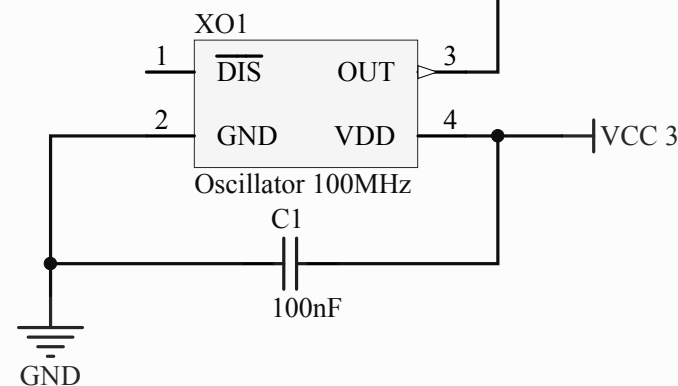 XO1
1 DIS OUT 3
2 GND VDD 4
VCC 3
Oscillator 100MHz
C1
100nF
GND